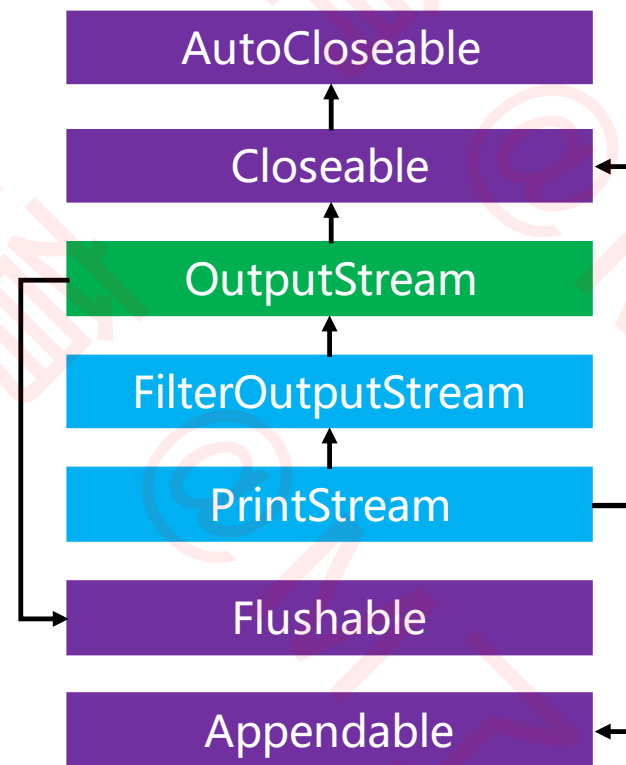 AutoCloseable
Closeable
OutputStream
FilterOutputStream
PrintStream
Flushable
Appendable